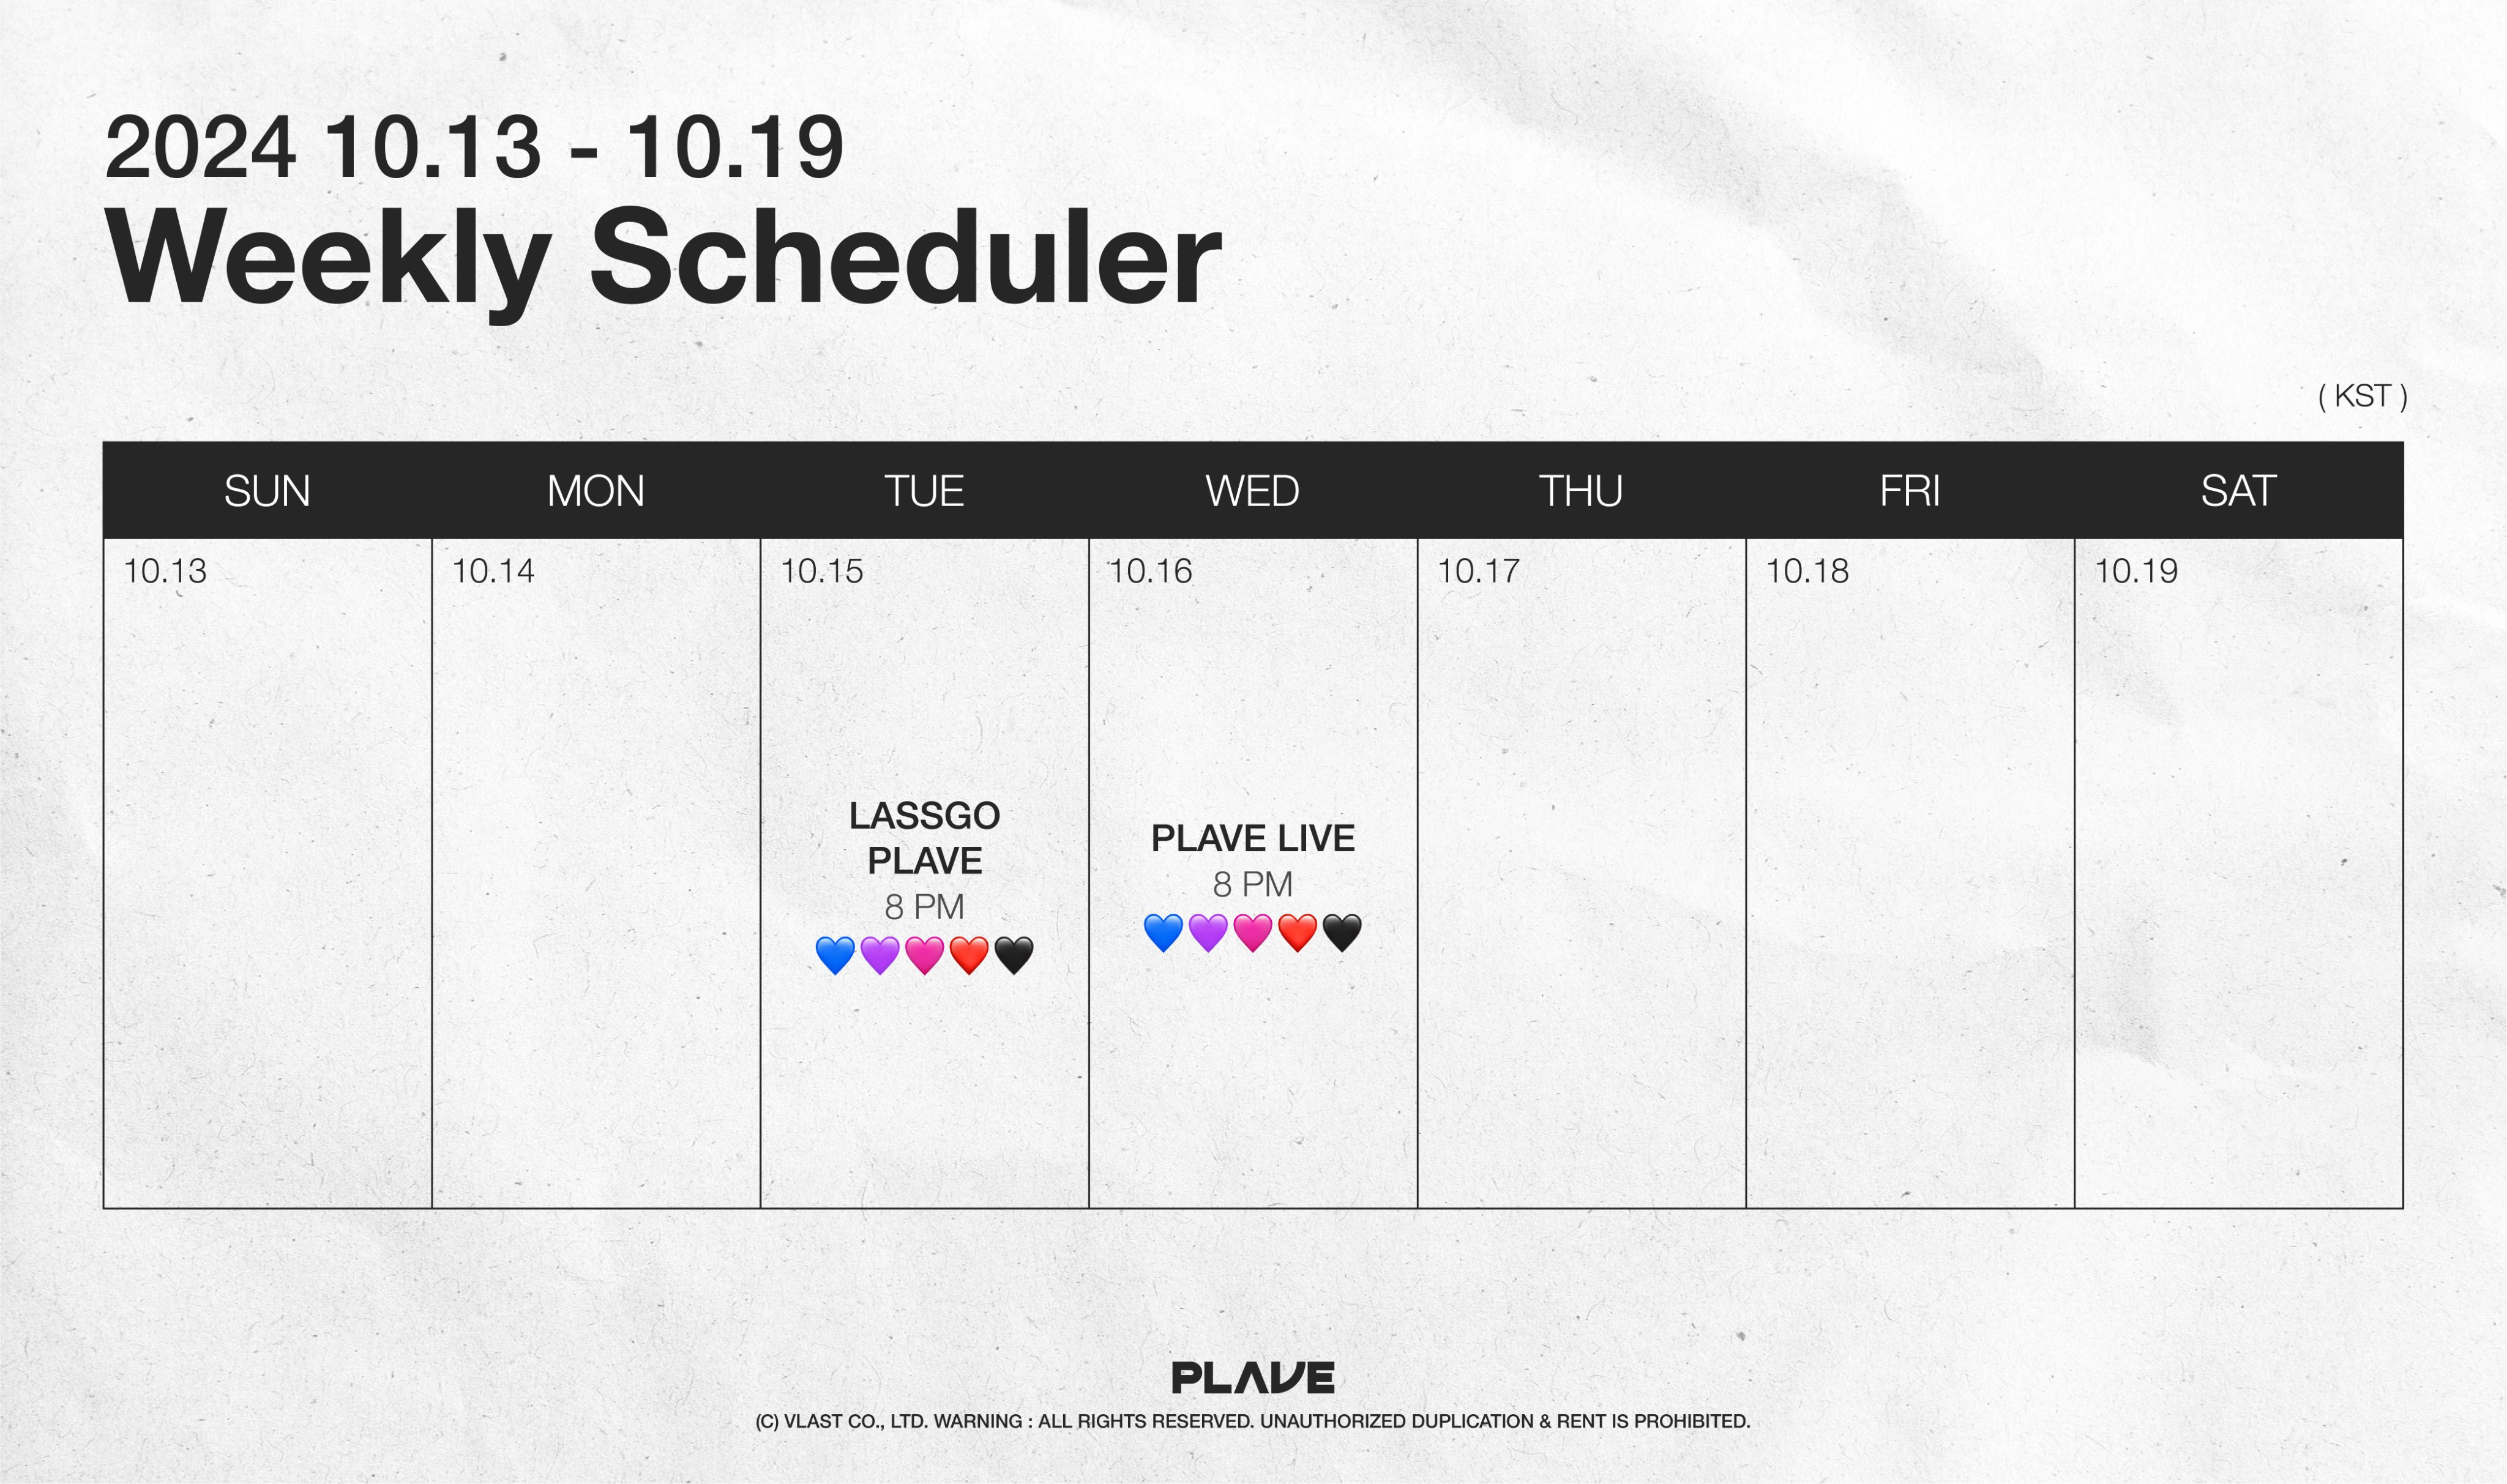 2024 10.13 - 10.19
Weekly Scheduler
( KST )
SUN MON TUE WED THU FRI SAT
10.13 10.14 10.15 10.16 10.17 10.18 10.19
LASSGO
PLAVE
8 PM
💙💜🩷❤️🖤
PLAVE LIVE
8 PM
💙💜🩷❤️🖤
PLAVE
(C) VLAST CO., LTD. WARNING : ALL RIGHTS RESERVED. UNAUTHORIZED DUPLICATION & RENT IS PROHIBITED.